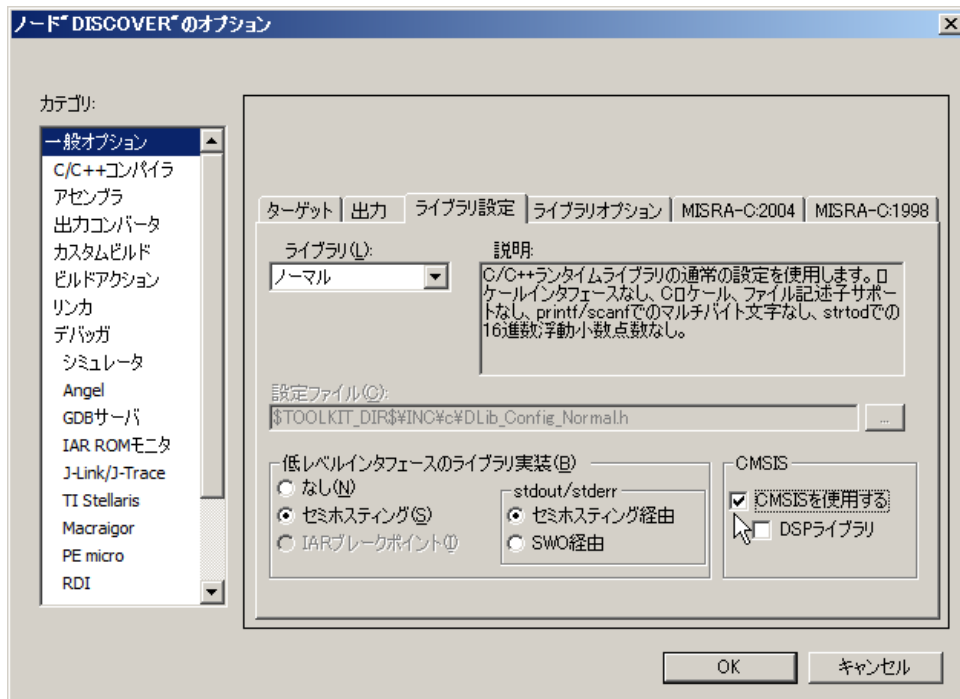 ノード"DISCOVER"のオプション
カテゴリ:
一般オプション
C/C++コンパイラ
アセンブラ
出力コンバータ
カスタムビルド
ビルドアクション
リンカ
デバッガ
シミュレータ
Angel
GDBサーバ
IAR ROMモニタ
J-Link/J-Trace
TI Stellaris
Macraigor
PE micro
RDI
ターゲット
出力
ライブラリ設定
ライブラリオプション
MISRA-C:2004
MISRA-C:1998
ライブラリ(L):
ノーマル
説明:
C/C++ランタイムライブラリの通常の設定を使用します。ロ
ケールインタフェースなし、Cロケール、ファイル記述子サポー
トなし、printf/scanfでのマルチバイト文字なし、strtodでの
16進数浮動小数点数なし。
設定ファイル(C):
$TOOLKIT_DIR$¥INC¥c¥DLib_Config_Normal.h
...
低レベルインタフェースのライブラリ実装(B)
なし(N)
セミホスティング(S)
IARブレークポイント(I)
stdout/stderr
セミホスティング経由
SWO経由
CMSIS
CMSISを使用する
DSPライブラリ
OK
キャンセル